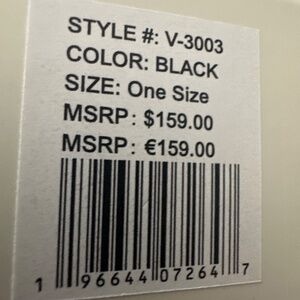 STYLE #: V-3003
COLOR: BLACK
SIZE: One Size
MSRP: $159.00
MSRP: €159.00
1 96644 07264 7